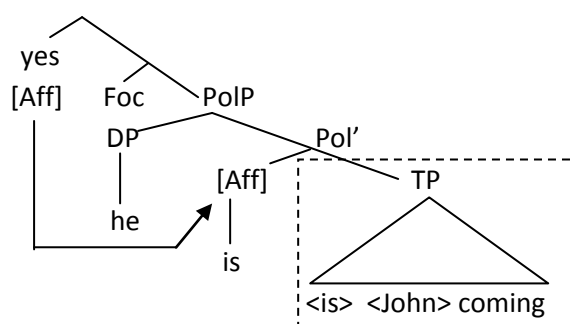 yes
[Aff] Foc PolP
DP Pol’
[Aff] TP
he
is
<is> <John> coming